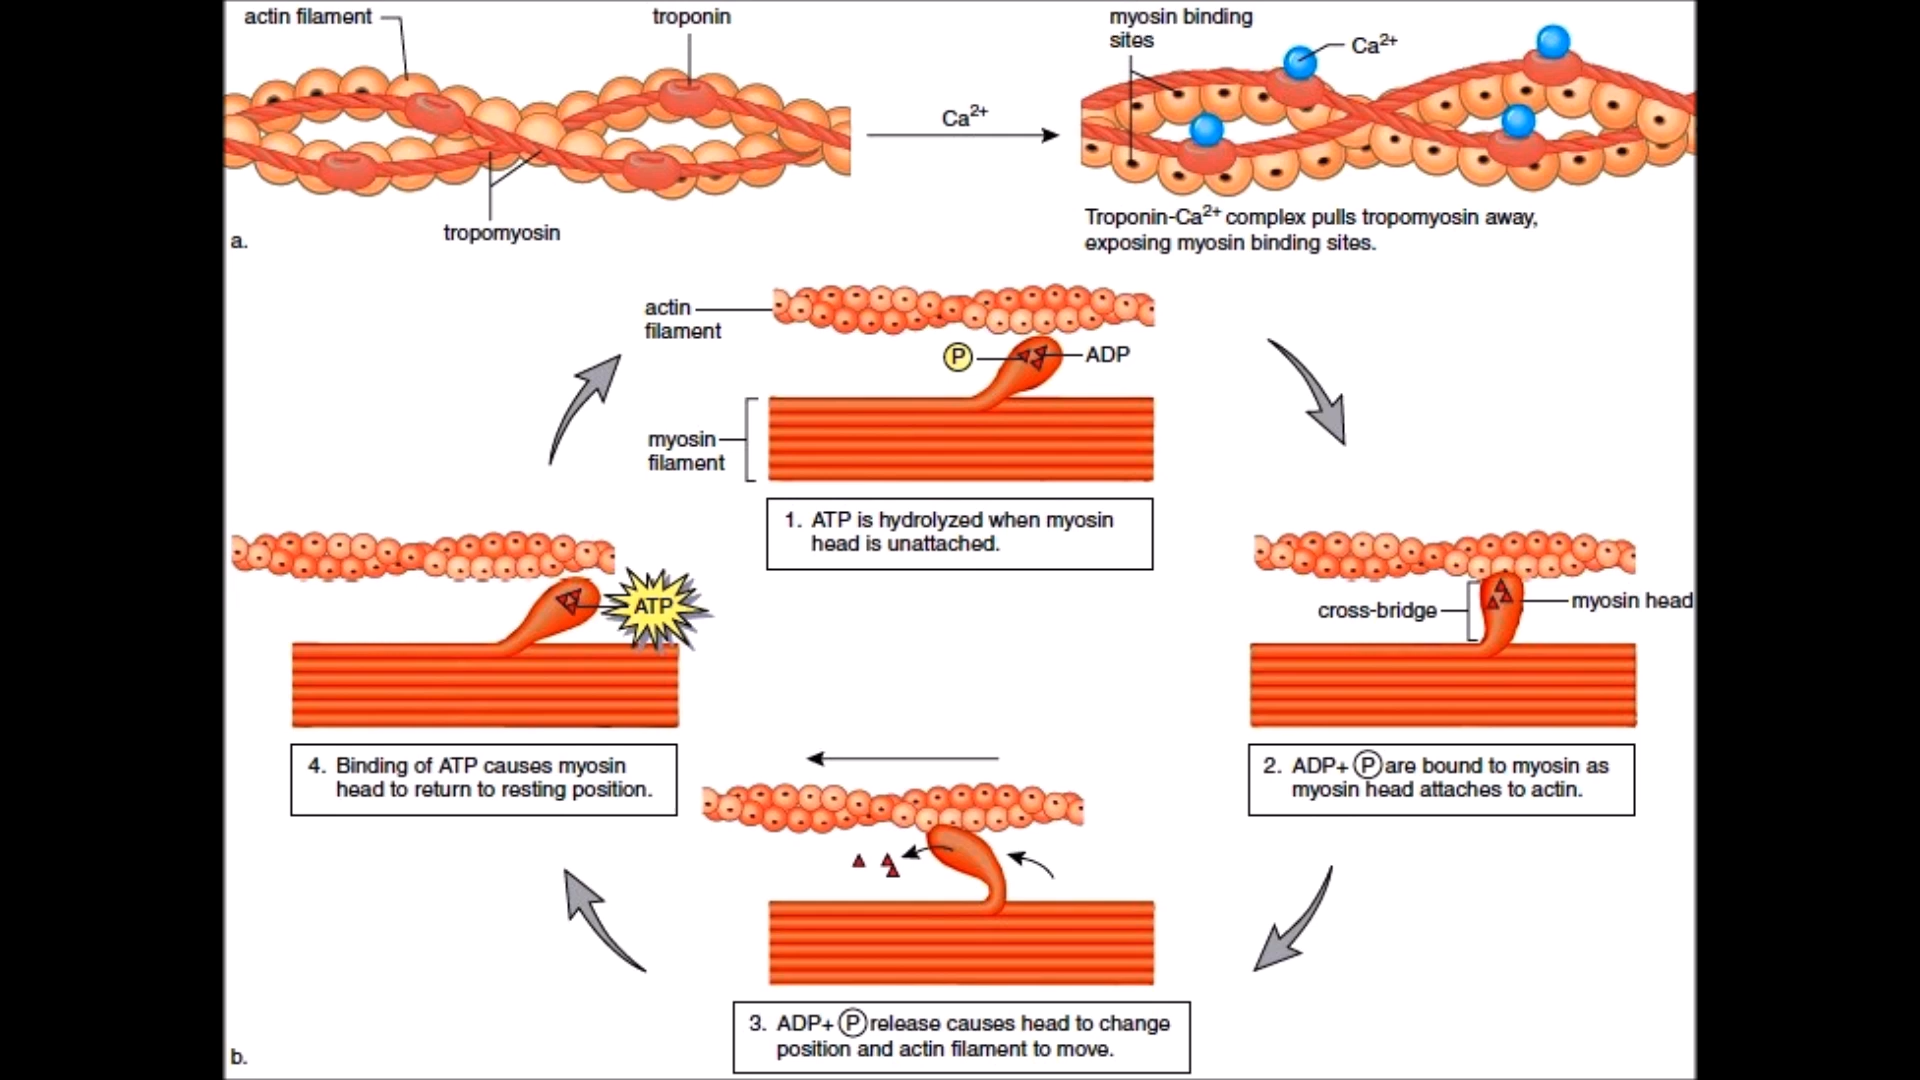 actin filament
troponin
tropomyosin
a.
Ca²⁺
myosin binding
sites
Ca²⁺
Troponin-Ca²⁺ complex pulls tropomyosin away,
exposing myosin binding sites.
actin
filament
P
ADP
myosin
filament
1. ATP is hydrolyzed when myosin
head is unattached.
cross-bridge
myosin head
2. ADP+ P are bound to myosin as
myosin head attaches to actin.
3. ADP+ P release causes head to change
position and actin filament to move.
ATP
4. Binding of ATP causes myosin
head to return to resting position.
b.